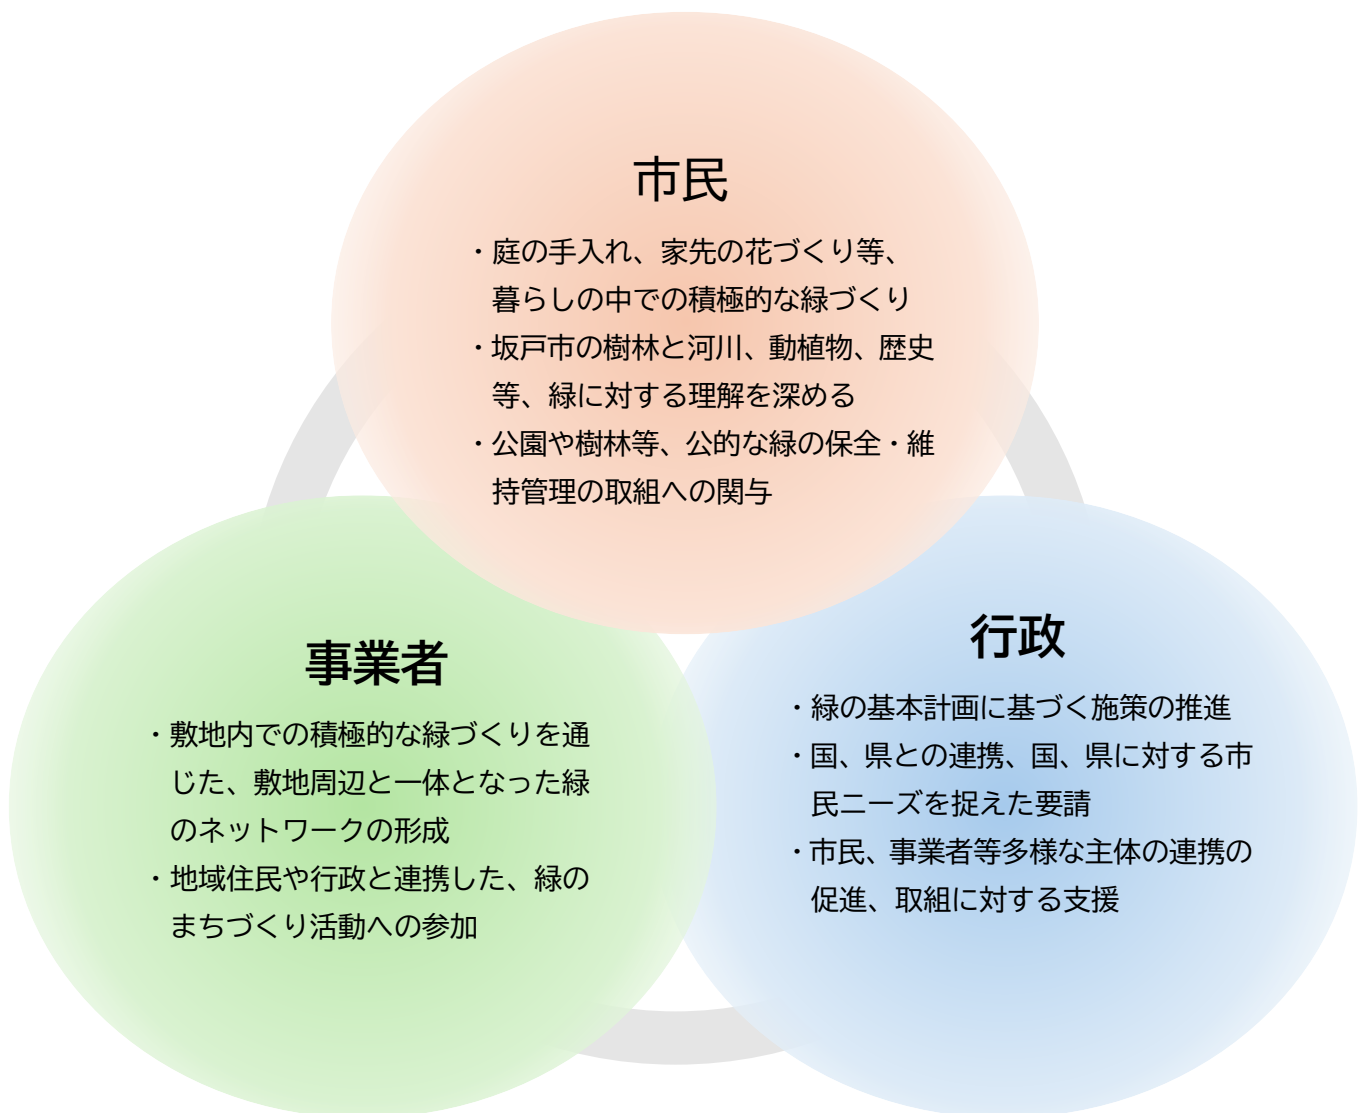 市民
・庭の手入れ、家先の花づくり等、
暮らしの中での積極的な緑づくり
・坂戸市の樹林と河川、動植物、歴史
等、緑に対する理解を深める
・公園や樹林等、公的な緑の保全・維
持管理の取組への関与
事業者
・敷地内での積極的な緑づくりを通
じた、敷地周辺と一体となった緑
のネットワークの形成
・地域住民や行政と連携した、緑の
まちづくり活動への参加
行政
・緑の基本計画に基づく施策の推進
・国、県との連携、国、県に対する市
民ニーズを捉えた要請
・市民、事業者等多様な主体の連携の
促進、取組に対する支援